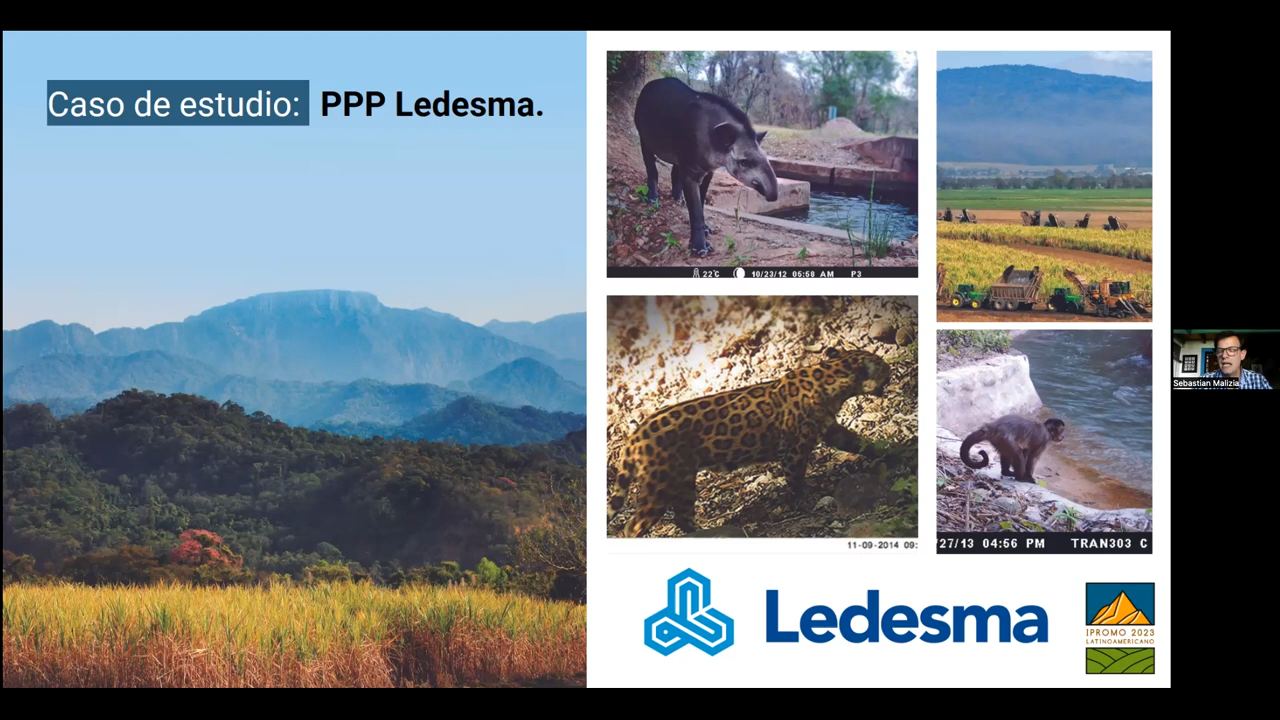 Caso de estudio: PPP Ledesma.
22°C 10/23/12 05:58 AM P3
11-09-2014 09:
/27/13 04:56 PM TRAN303 C
Ledesma
IPROMO 2023
LATINOAMERICANO
Sebastian Malizia